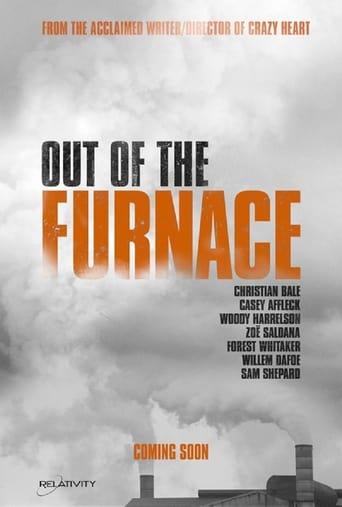 FROM THE ACCLAIMED WRITER/DIRECTOR OF CRAZY HEART
OUT OF THE
FURNACE
CHRISTIAN BALE
CASEY AFFLECK
WOODY HARRELSON
ZOË SALDANA
FOREST WHITAKER
WILLEM DAFOE
SAM SHEPARD
COMING SOON
RELATIVITY